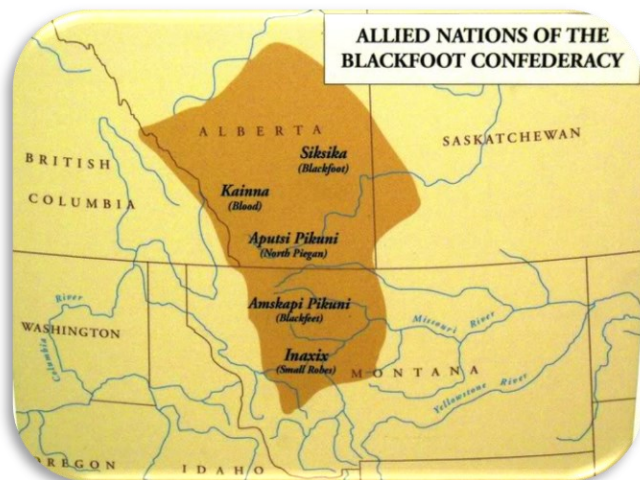 ALLIED NATIONS OF THE
BLACKFOOT CONFEDERACY
ALBERTA
SASKATCHEWAN
BRITISH
COLUMBIA
Siksika
(Blackfoot)
Kainna
(Blood)
Aputsi Pikuni
(North Piegan)
Amskapi Pikuni
(Blackfeet)
Inaxix
(Small Robes)
River
Columbia
WASHINGTON
Missouri River
MONTANA
Yellowstone River
OREGON
IDAHO